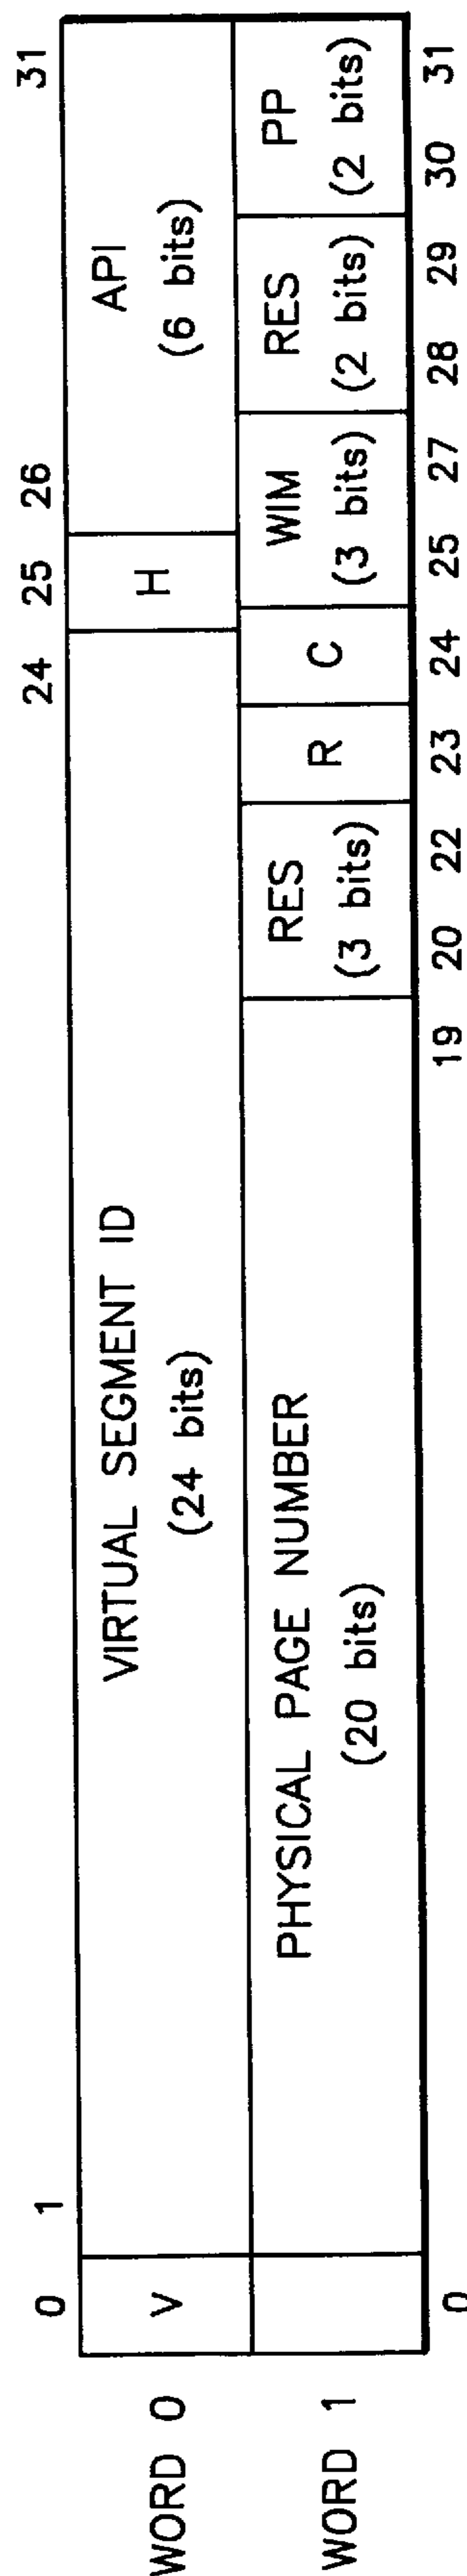 0 1 24 25 26 31
WORD 0 V VIRTUAL SEGMENT ID H API
(24 bits) (6 bits)
WORD 1 PHYSICAL PAGE NUMBER RES R C WIM RES PP
(20 bits) (3 bits) (3 bits) (2 bits) (2 bits)
0 19 20 22 23 24 25 27 28 29 30 31